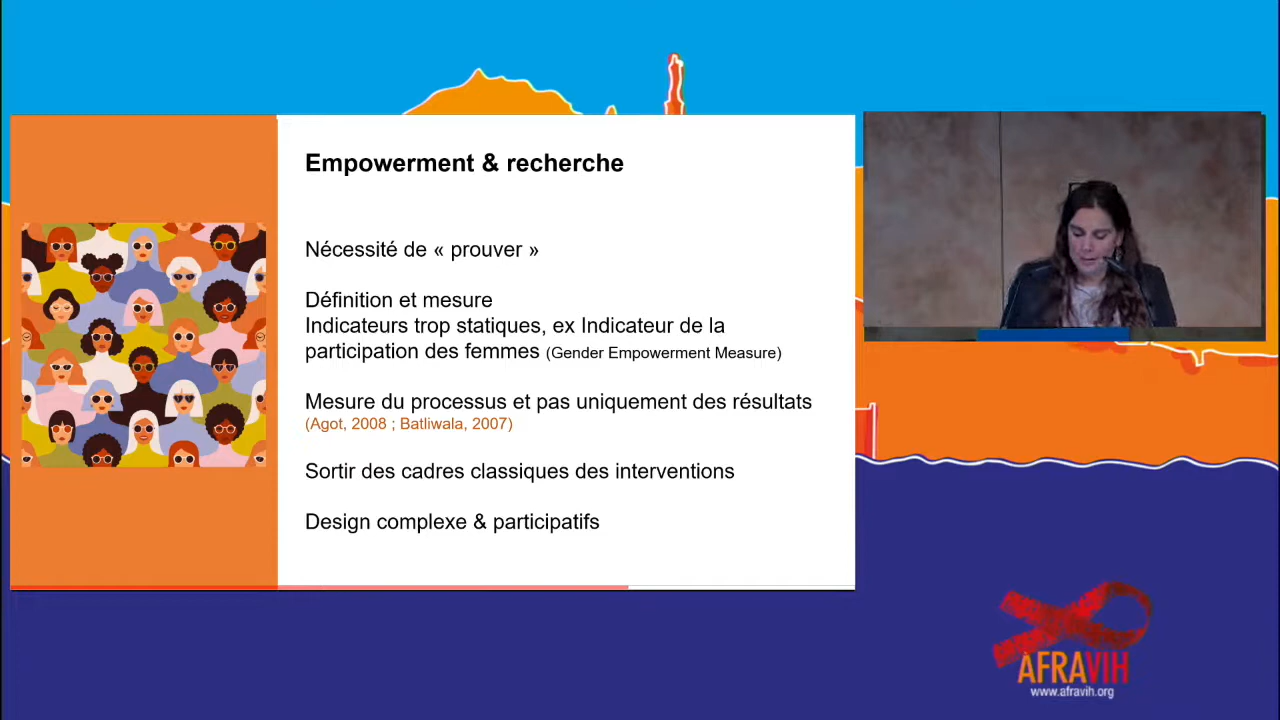 Empowerment & recherche
Nécessité de « prouver »
Définition et mesure
Indicateurs trop statiques, ex Indicateur de la
participation des femmes (Gender Empowerment Measure)
Mesure du processus et pas uniquement des résultats
(Agot, 2008 ; Batliwala, 2007)
Sortir des cadres classiques des interventions
Design complexe & participatifs
AFRAVIH
www.afravih.org